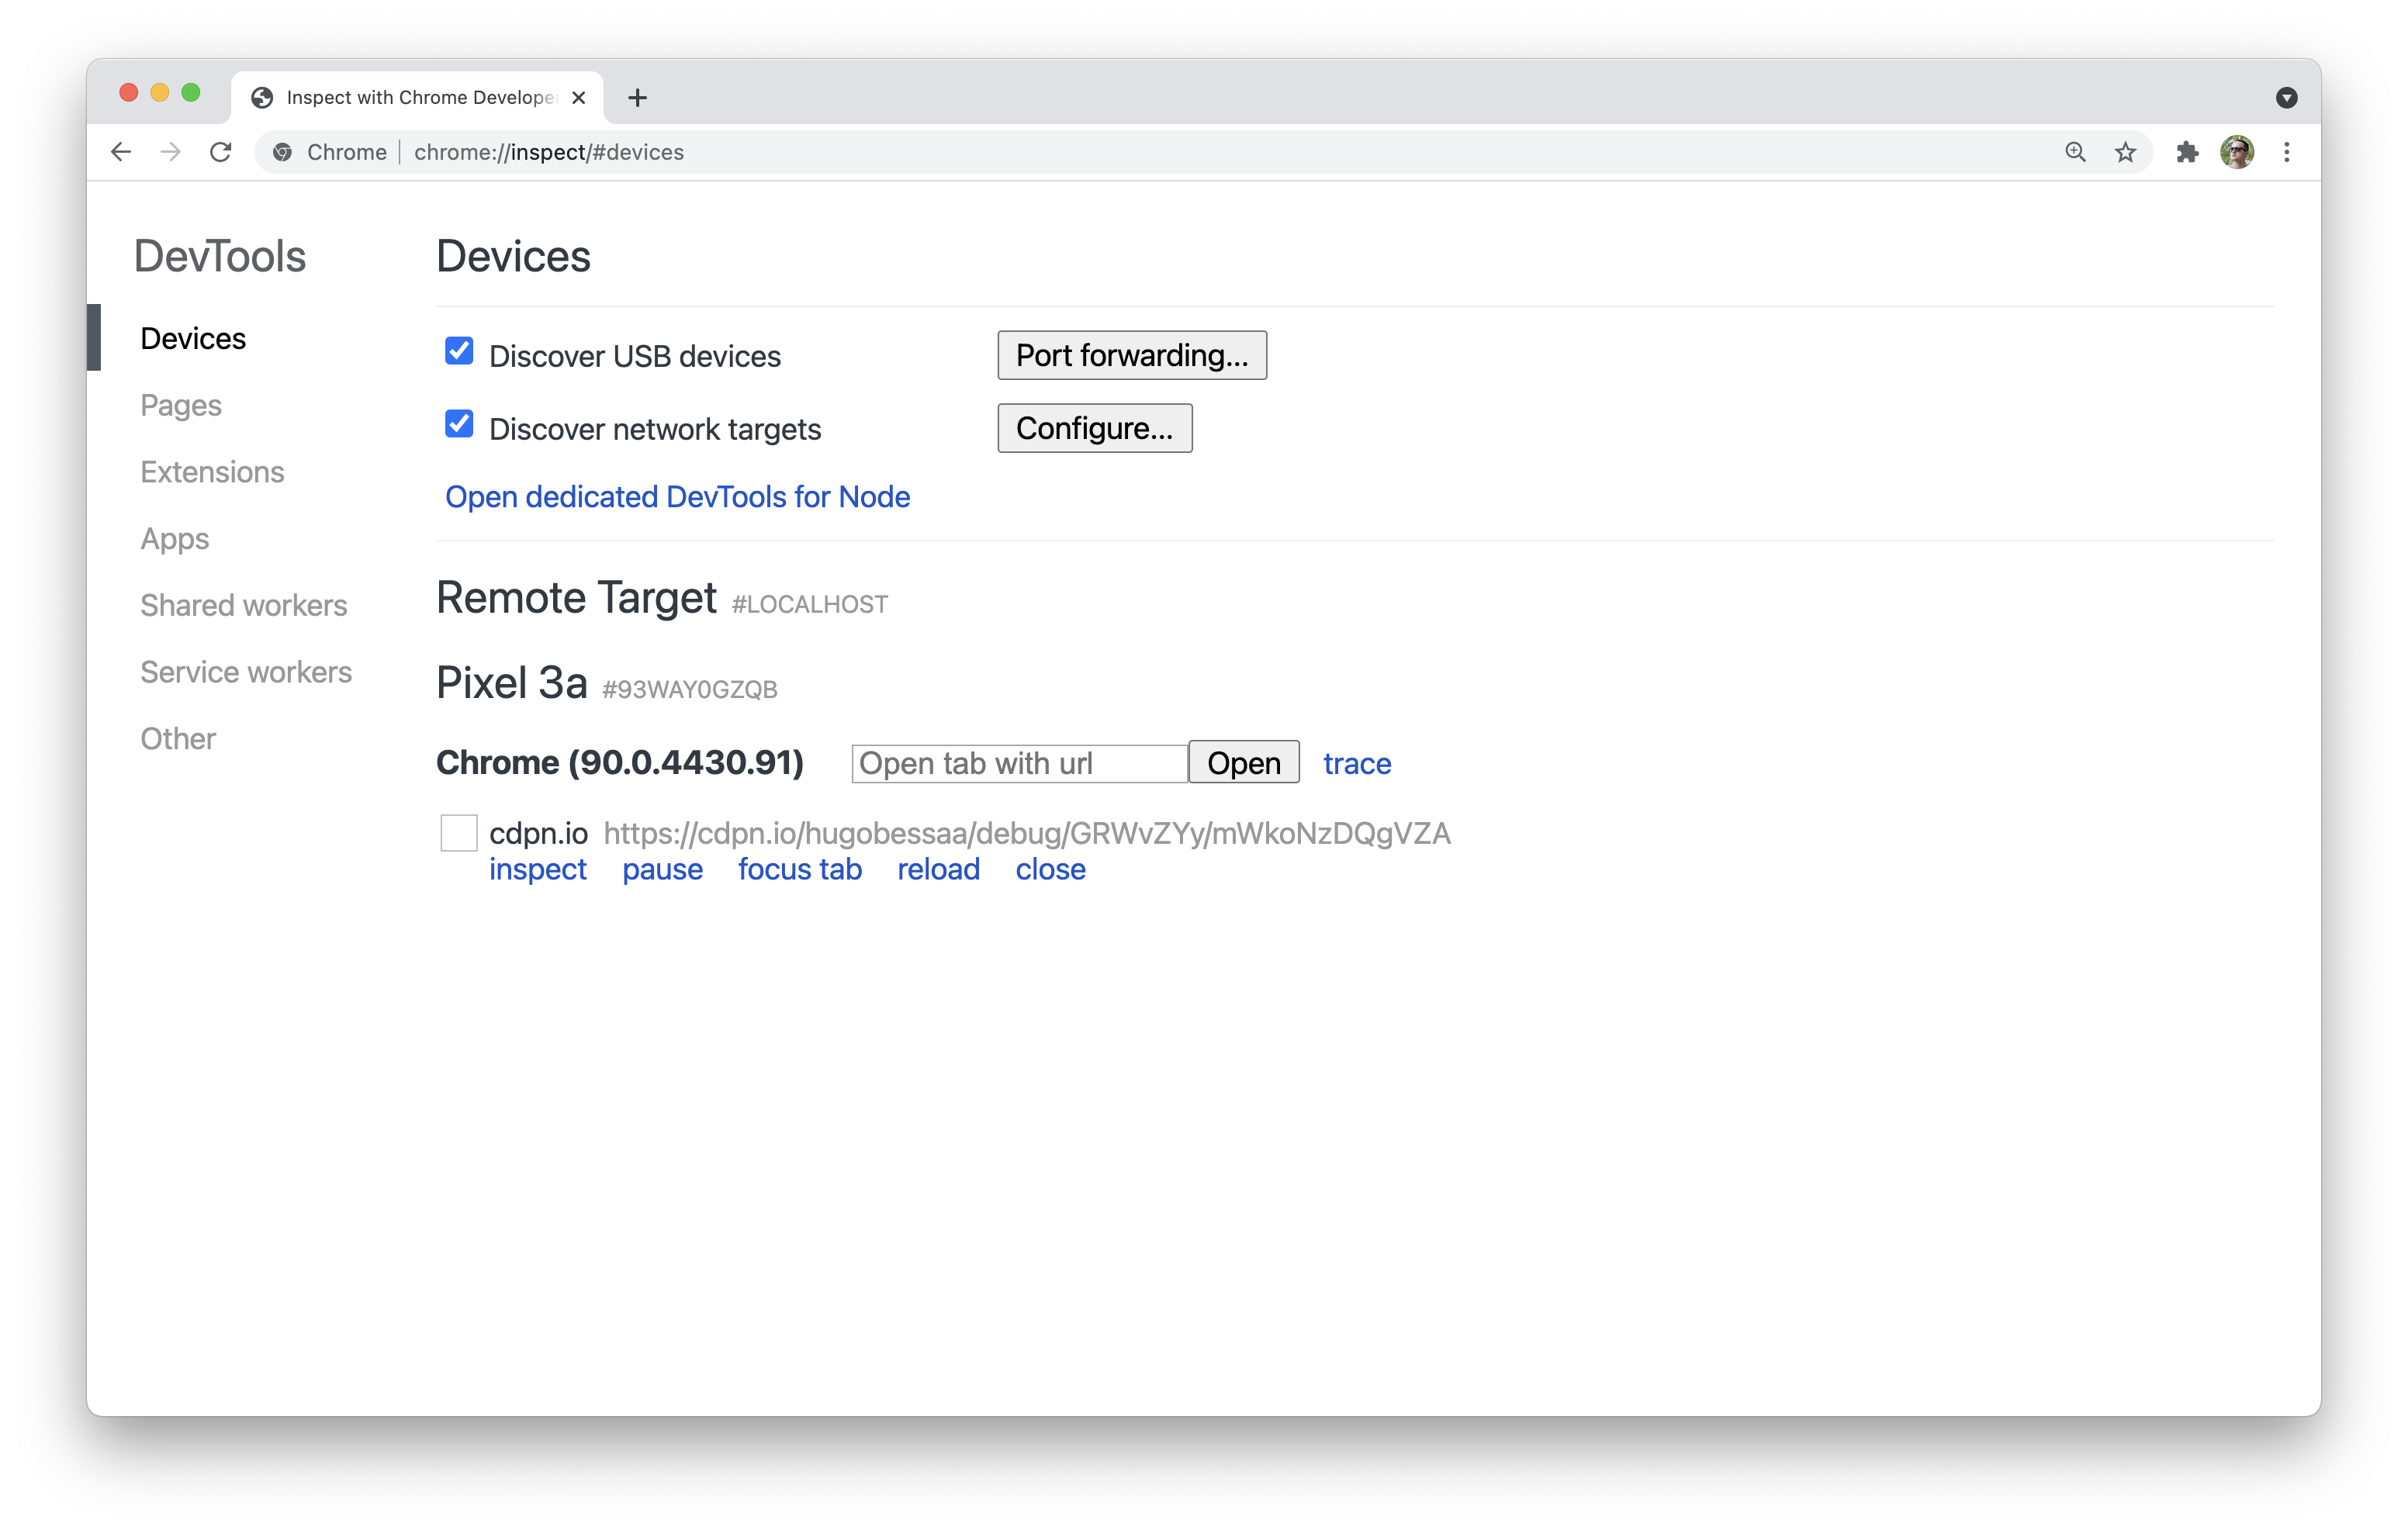 Inspect with Chrome Develope
Chrome chrome://inspect/#devices
DevTools
Devices
Pages
Extensions
Apps
Shared workers
Service workers
Other
Devices
Discover USB devices Port forwarding...
Discover network targets Configure...
Open dedicated DevTools for Node
Remote Target #LOCALHOST
Pixel 3a #93WAY0GZQB
Chrome (90.0.4430.91) Open tab with url Open trace
cdpn.io https://cdpn.io/hugobessaa/debug/GRWvZYy/mWkoNzDQgVZA
inspect pause focus tab reload close